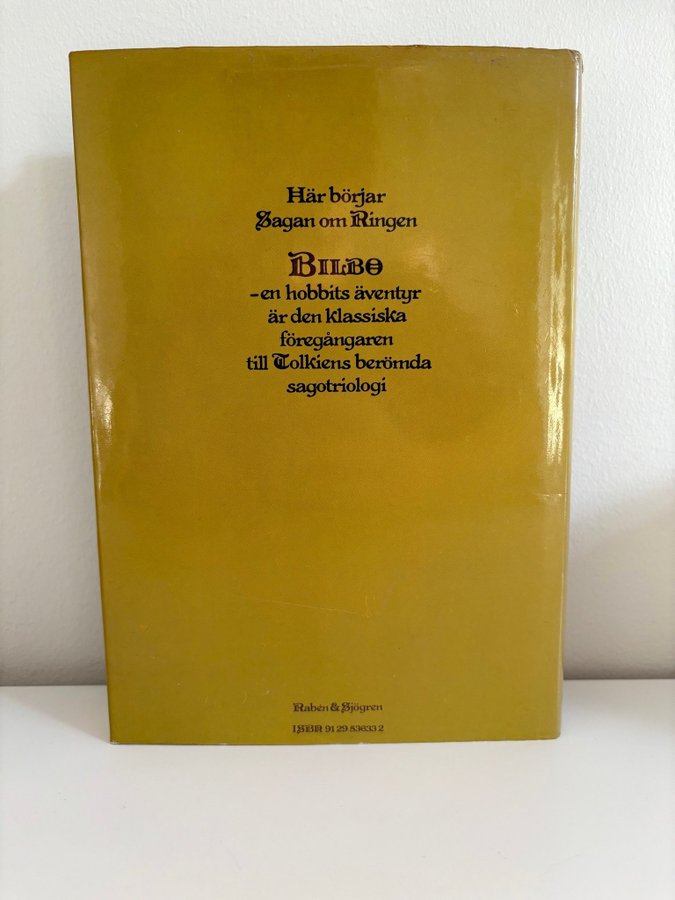 Här börjar
Sagan om Ringen
BILBO
-en hobbits äventyr
är den klassiska
föregångaren
till Tolkiens berömda
sagotriologi
Rabén & Sjögren
ISBN 91 29 53633 2